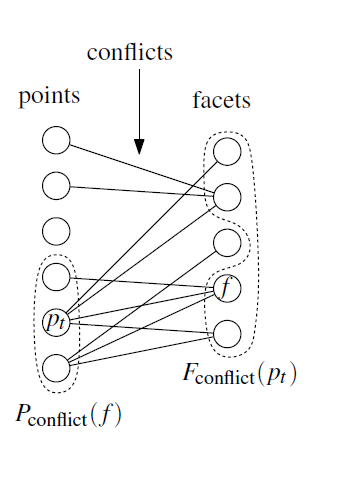 conflicts
points
facets
f
p_t
F_conflict(p_t)
P_conflict(f)